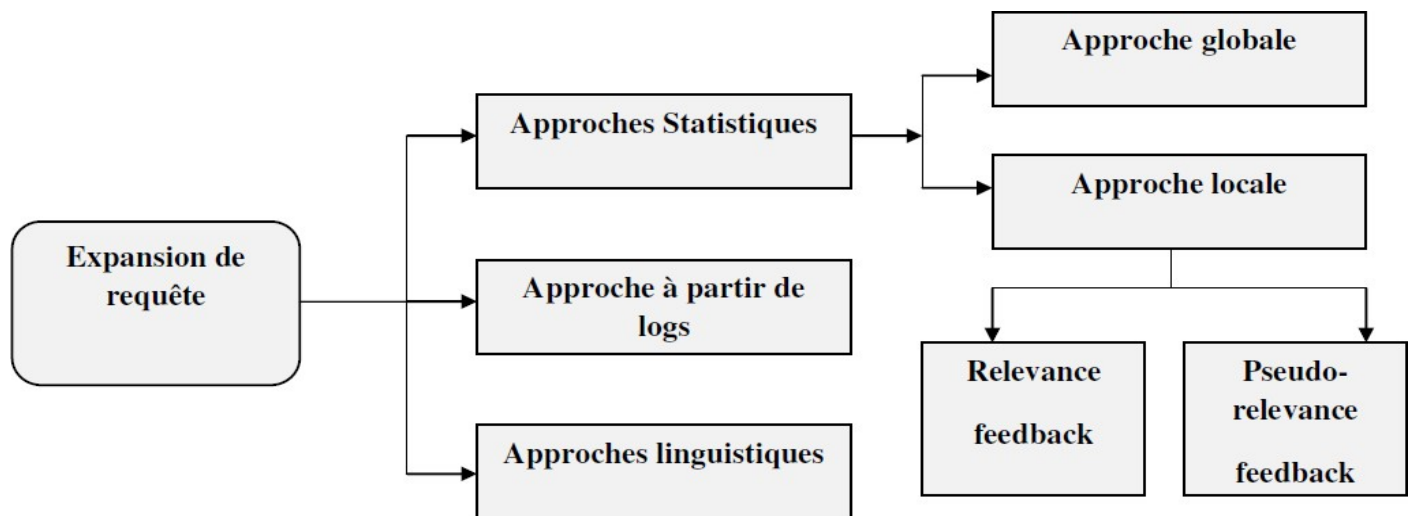 Expansion de
requête
Approches Statistiques
Approche à partir de
logs
Approches linguistiques
Approche globale
Approche locale
Relevance
feedback
Pseudo-
relevance
feedback